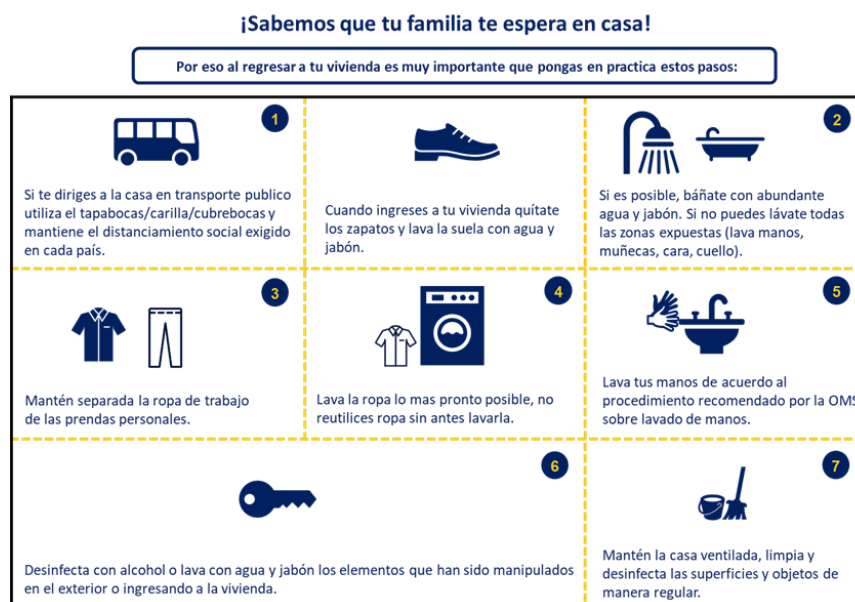 ¡Sabemos que tu familia te espera en casa!
Por eso al regresar a tu vivienda es muy importante que pongas en practica estos pasos:
1
Si te diriges a la casa en transporte publico
utiliza el tapabocas/carilla/cubrebocas y
mantiene el distanciamiento social exigido
en cada país.
Cuando ingreses a tu vivienda quítate
los zapatos y lava la suela con agua y
jabón.
2
Si es posible, báñate con abundante
agua y jabón. Si no puedes lávate todas
las zonas expuestas (lava manos,
muñecas, cara, cuello).
3
Mantén separada la ropa de trabajo
de las prendas personales.
4
Lava la ropa lo mas pronto posible, no
reutilices ropa sin antes lavarla.
5
Lava tus manos de acuerdo al
procedimiento recomendado por la OMS
sobre lavado de manos.
6
Desinfecta con alcohol o lava con agua y jabón los elementos que han sido manipulados
en el exterior o ingresando a la vivienda.
7
Mantén la casa ventilada, limpia y
desinfecta las superficies y objetos de
manera regular.